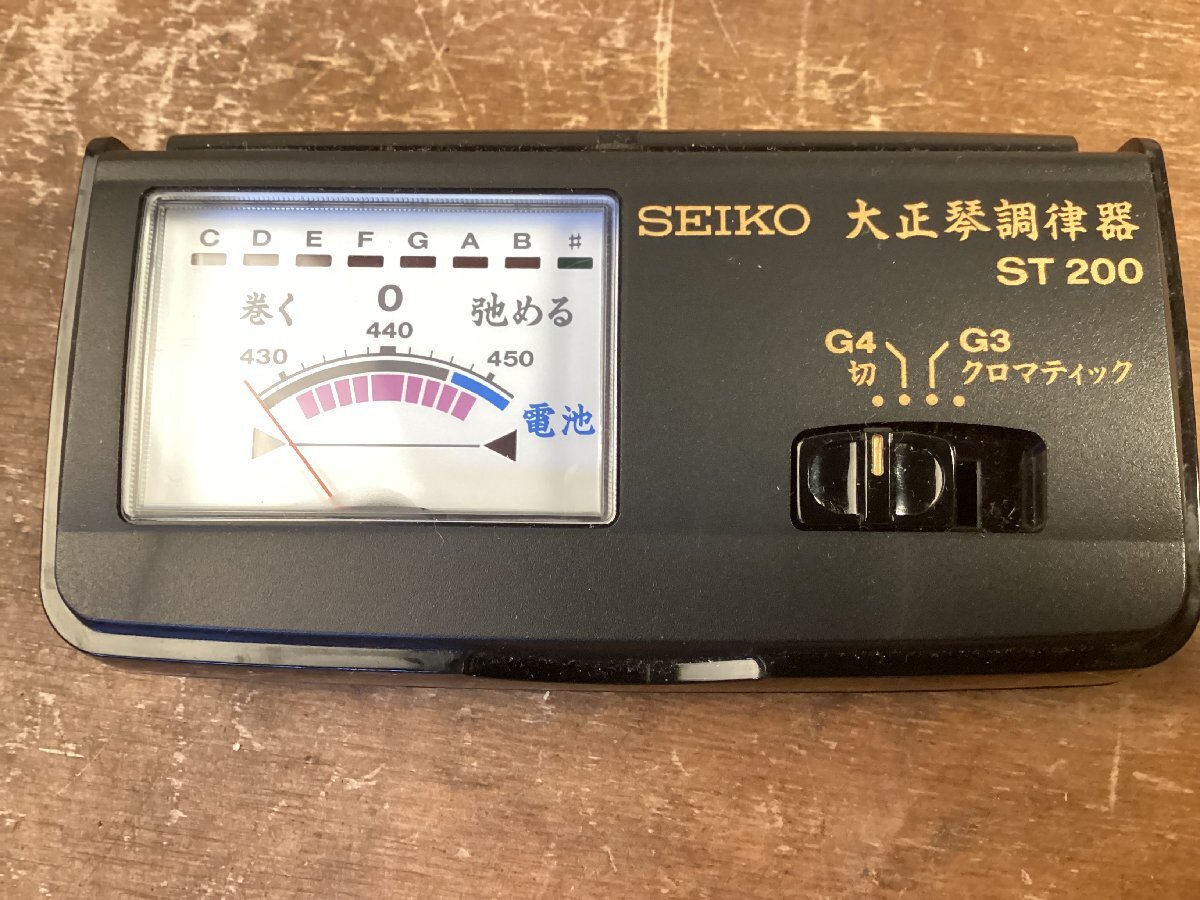 SEIKO 大正琴調律器
ST 200
C D E F G A B #
巻く 0 弛める
430 440 450
電池
G4 G3
切 クロマティック